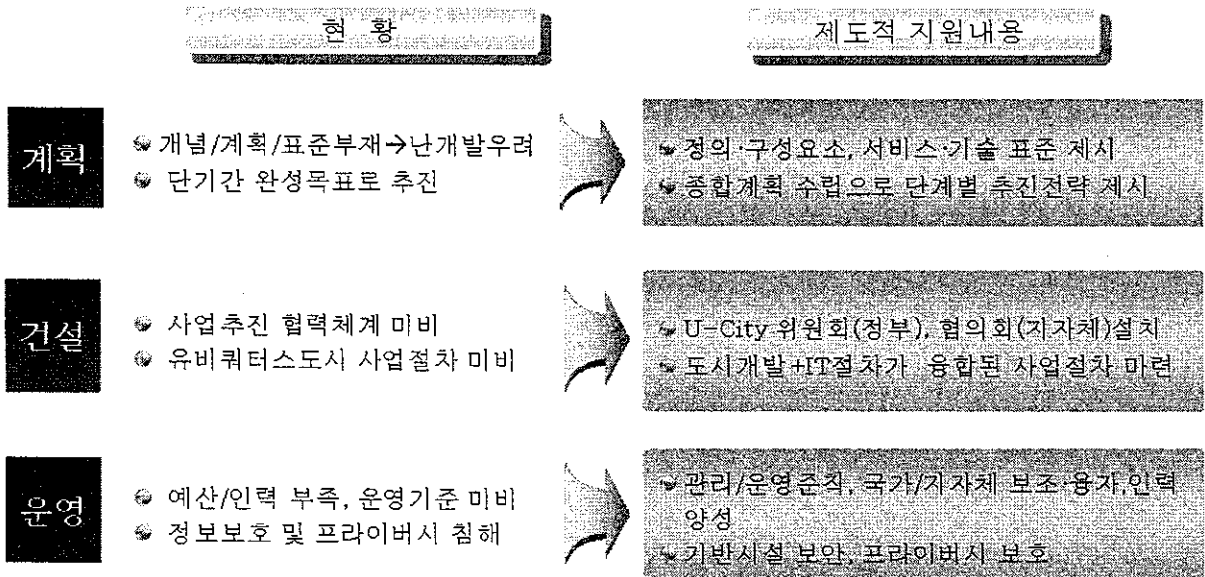 현 황
제도적 지원내용
계획
개념/계획/표준부재→난개발우려
단기간 완성목표로 추진
정의·구성요소, 서비스·기술 표준 제시
종합계획 수립으로 단계별 추진전략 제시
건설
사업추진 협력체계 미비
유비쿼터스도시 사업절차 미비
U-City 위원회(정부), 협의회(지자체)설치
도시개발+IT절차가 융합된 사업절차 마련
운영
예산/인력 부족, 운영기준 미비
정보보호 및 프라이버시 침해
관리/운영준칙, 국가/지자체 보조·융자,인력
양성
기반시설 보안, 프라이버시 보호